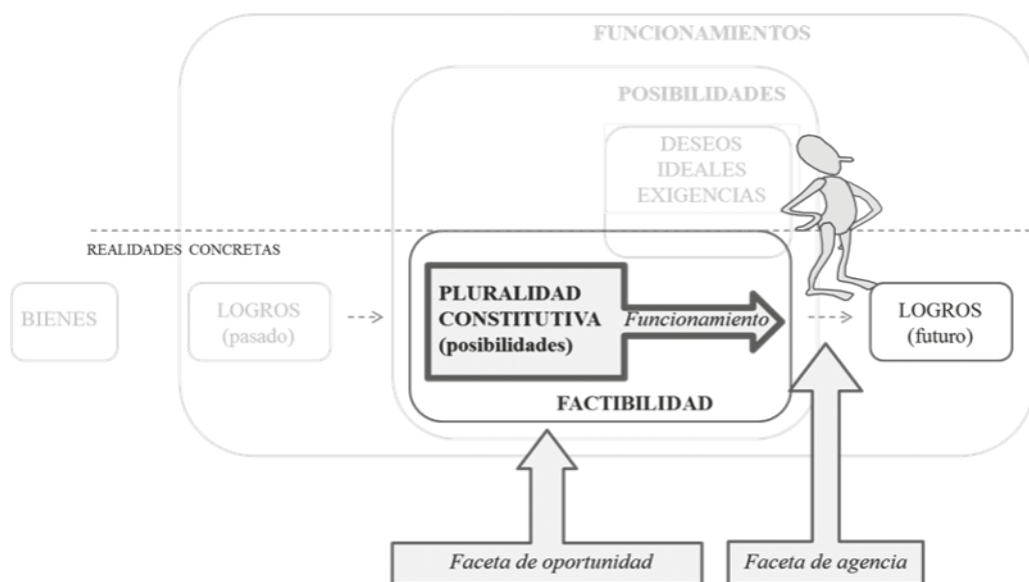 FUNCIONAMIENTOS
POSIBILIDADES
DESEOS
IDEALES
EXIGENCIAS
REALIDADES CONCRETAS
BIENES
LOGROS
(pasado)
PLURALIDAD
CONSTITUTIVA
(posibilidades)
Funcionamiento
LOGROS
(futuro)
FACTIBILIDAD
Faceta de oportunidad
Faceta de agencia